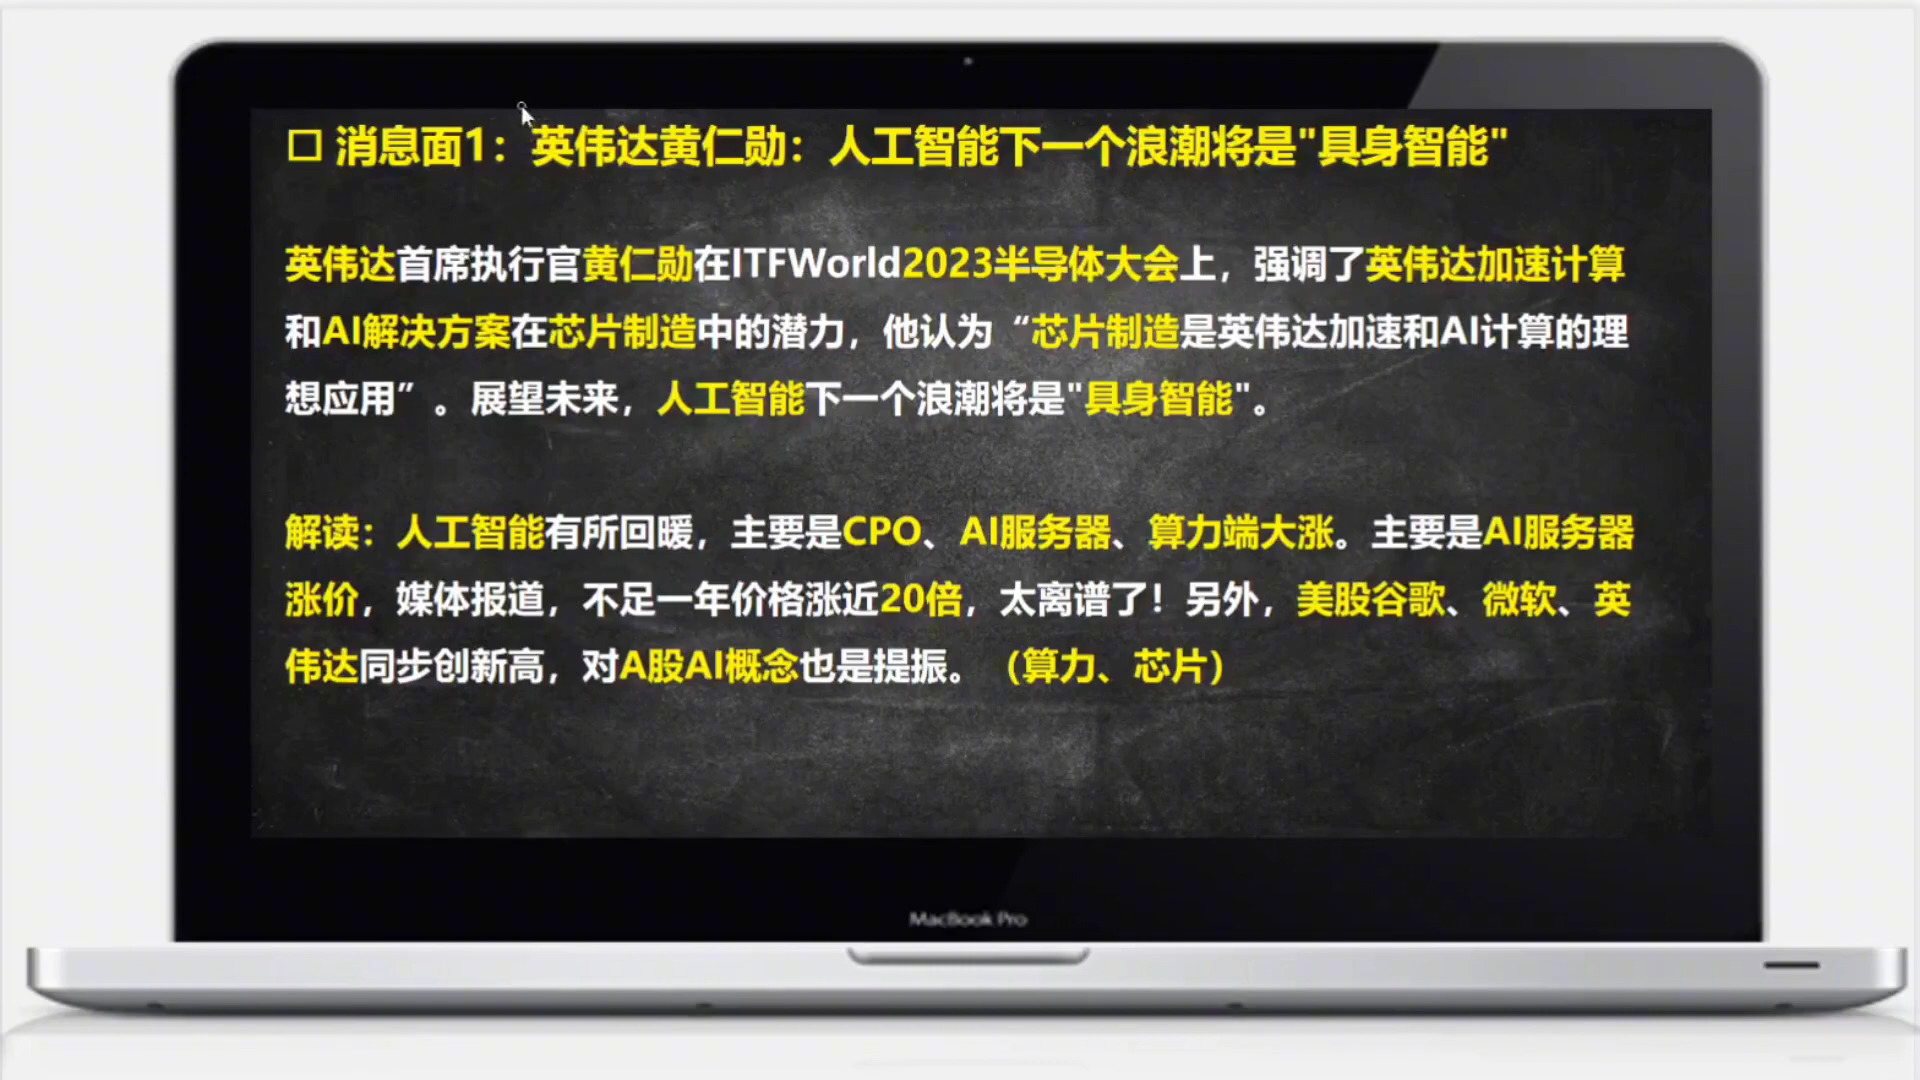 □ 消息面1：英伟达黄仁勋：人工智能下一个浪潮将是"具身智能"
英伟达首席执行官黄仁勋在ITFWorld2023半导体大会上，强调了英伟达加速计算
和AI解决方案在芯片制造中的潜力，他认为“芯片制造是英伟达加速和AI计算的理
想应用”。展望未来，人工智能下一个浪潮将是"具身智能"。
解读：人工智能有所回暖，主要是CPO、AI服务器、算力端大涨。主要是AI服务器
涨价，媒体报道，不足一年价格涨近20倍，太离谱了！另外，美股谷歌、微软、英
伟达同步创新高，对A股AI概念也是提振。（算力、芯片）
MacBook Pro